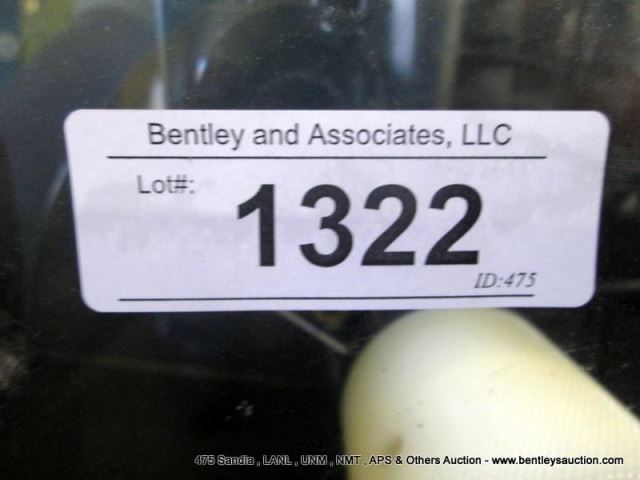 Bentley and Associates, LLC
Lot#:
1322
ID:475
475 Sandia , LANL , UNM , NMT , APS & Others Auction - www.bentleysauction.com